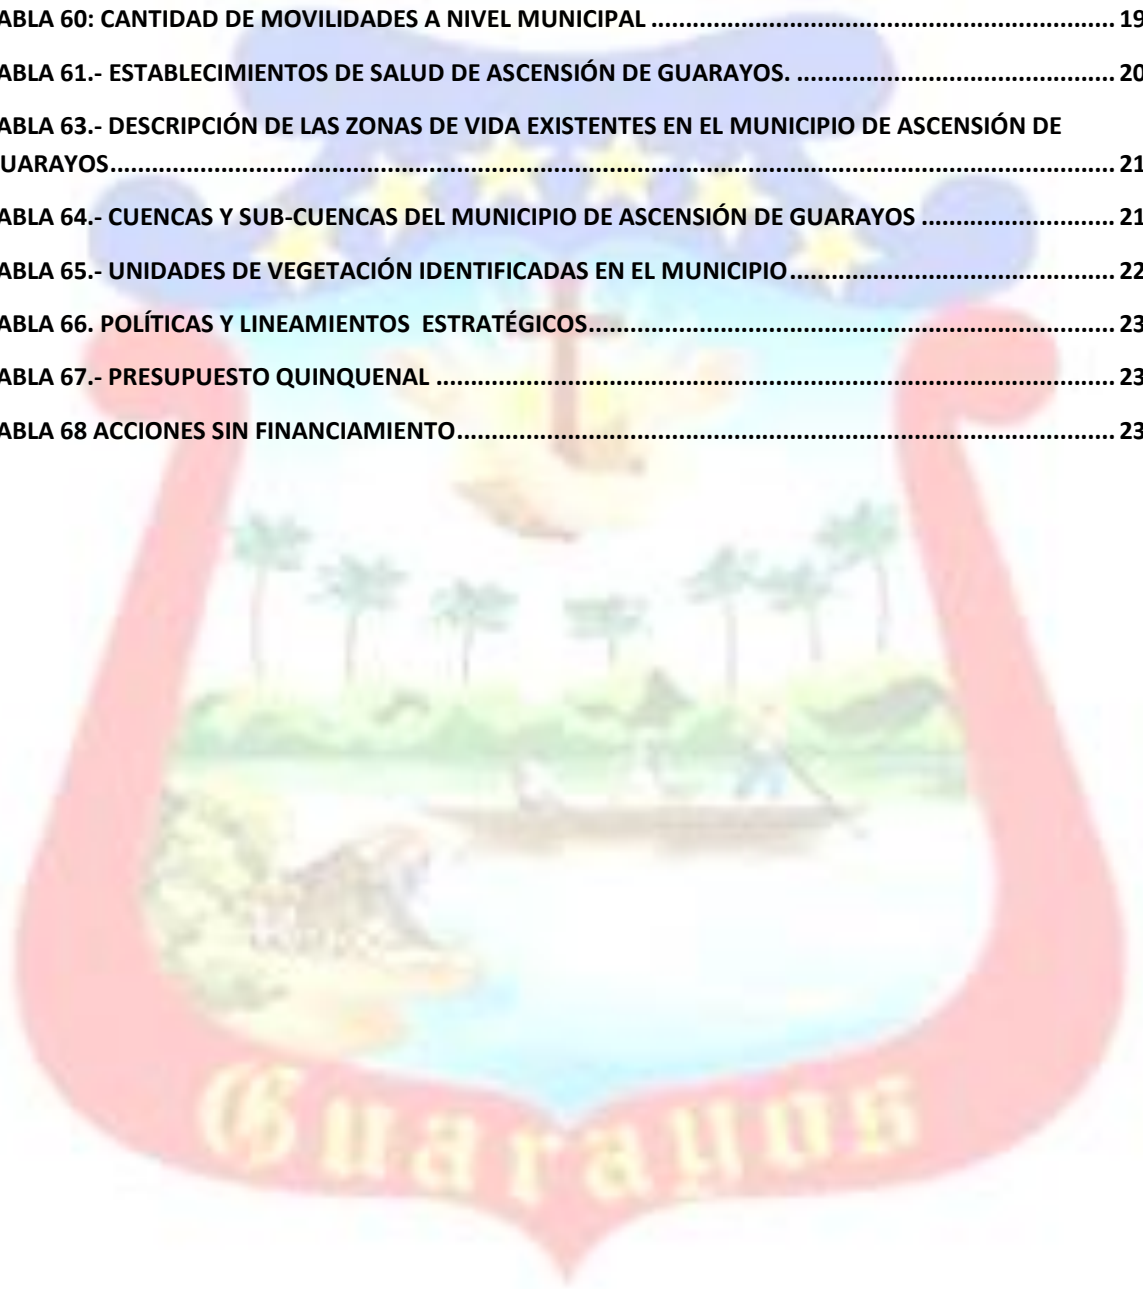 ABLA 60: CANTIDAD DE MOVILIDADES A NIVEL MUNICIPAL ........................................................................ 19
ABLA 61.- ESTABLECIMIENTOS DE SALUD DE ASCENSIÓN DE GUARAYOS. ................................................. 20
ABLA 63.- DESCRIPCIÓN DE LAS ZONAS DE VIDA EXISTENTES EN EL MUNICIPIO DE ASCENSIÓN DE
UARAYOS........................................................................................................................................... 21
ABLA 64.- CUENCAS Y SUB-CUENCAS DEL MUNICIPIO DE ASCENSIÓN DE GUARAYOS ............................. 21
ABLA 65.- UNIDADES DE VEGETACIÓN IDENTIFICADAS EN EL MUNICIPIO.................................................. 22
ABLA 66. POLÍTICAS Y LINEAMIENTOS ESTRATÉGICOS................................................................................ 23
ABLA 67.- PRESUPUESTO QUINQUENAL ...................................................................................................... 23
ABLA 68 ACCIONES SIN FINANCIAMIENTO................................................................................................... 23
Guarayos